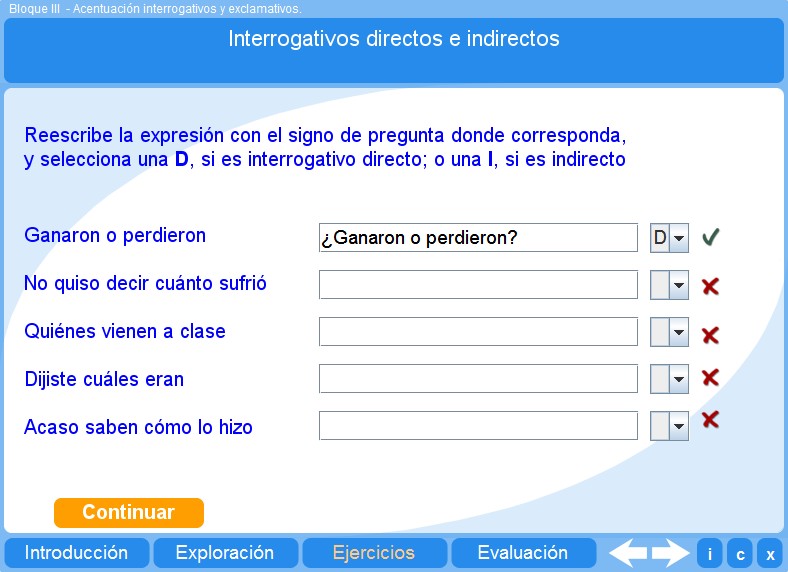 Bloque III - Acentuación interrogativos y exclamativos.
Interrogativos directos e indirectos
Reescribe la expresión con el signo de pregunta donde corresponda,
y selecciona una D, si es interrogativo directo; o una I, si es indirecto
Ganaron o perdieron ¿Ganaron o perdieron? D
No quiso decir cuánto sufrió
Quiénes vienen a clase
Dijiste cuáles eran
Acaso saben cómo lo hizo
Continuar
Introducción Exploración Ejercicios Evaluación i c x